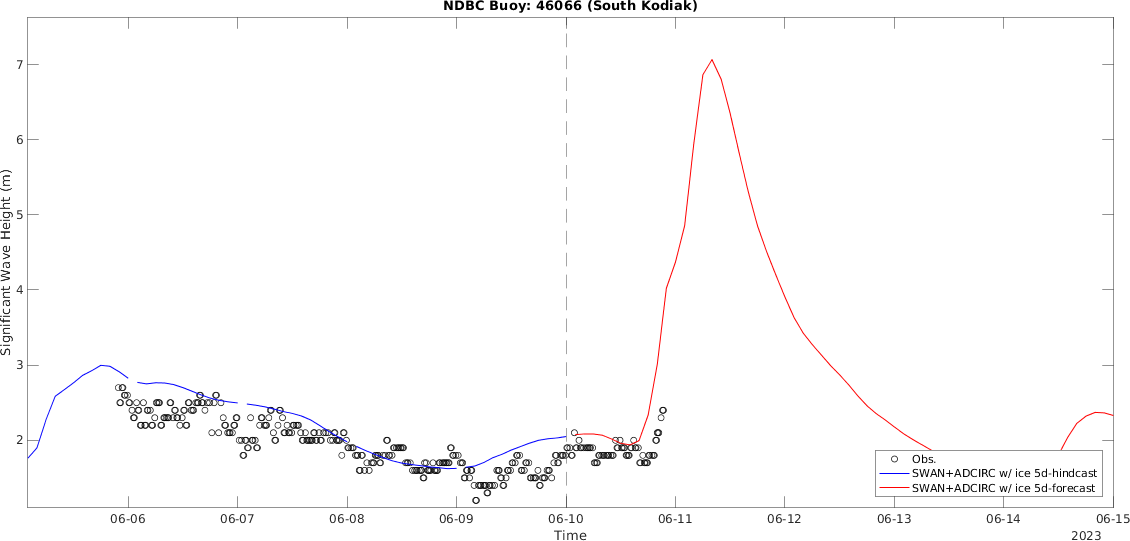 NDBC Buoy: 46066 (South Kodiak)
Significant Wave Height (m)
7
6
5
4
3
2
Obs.
SWAN+ADCIRC w/ ice 5d-hindcast
SWAN+ADCIRC w/ ice 5d-forecast
06-06 06-07 06-08 06-09 06-10 06-11 06-12 06-13 06-14 06-15
Time
2023